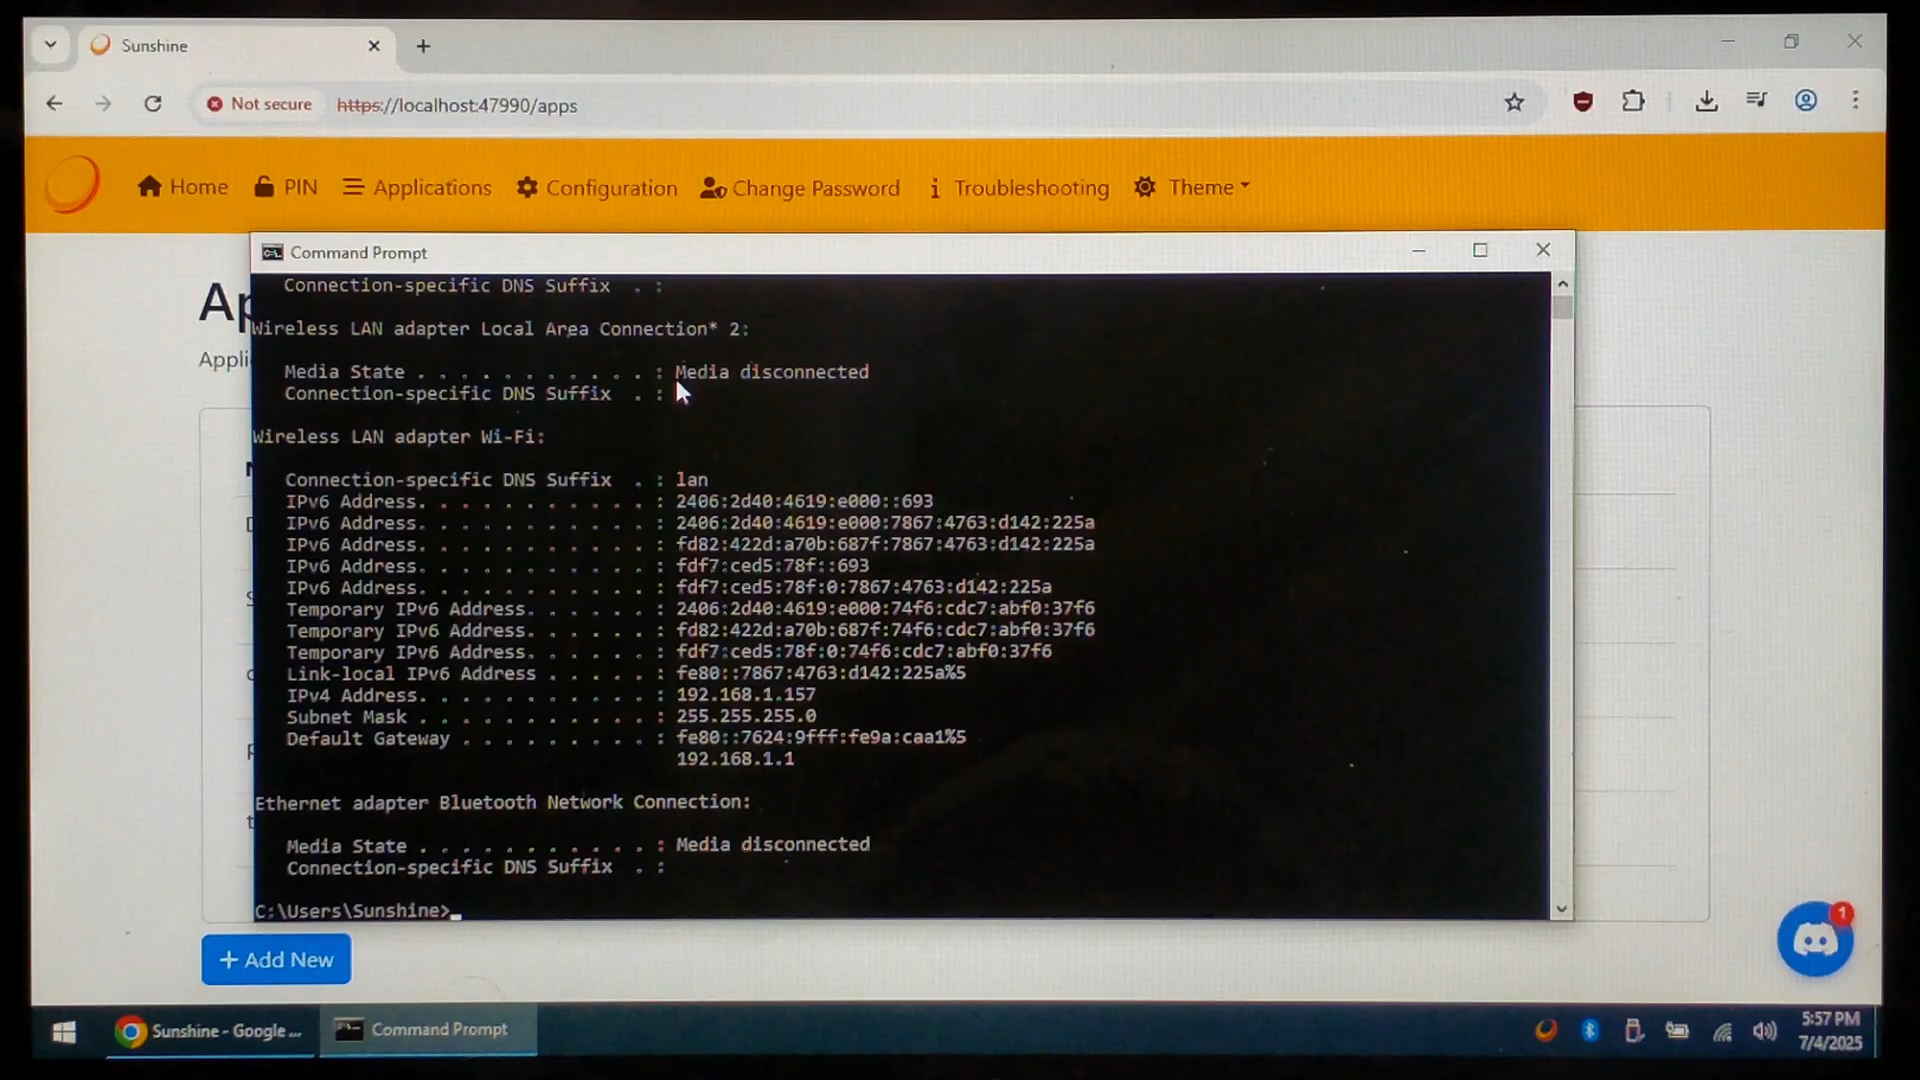 Sunshine
Not secure https://localhost:47990/apps
Home PIN Applications Configuration Change Password Troubleshooting Theme
Command Prompt
Connection-specific DNS Suffix . :
Wireless LAN adapter Local Area Connection* 2:
Media State . . . . . . . . . . . : Media disconnected
Connection-specific DNS Suffix . :
Wireless LAN adapter Wi-Fi:
Connection-specific DNS Suffix . : lan
IPv6 Address. . . . . . . . . . . : 2406:2d40:4619:e000::693
IPv6 Address. . . . . . . . . . . : 2406:2d40:4619:e000:7867:4763:d142:225a
IPv6 Address. . . . . . . . . . . : fd82:422d:a70b:687f:7867:4763:d142:225a
IPv6 Address. . . . . . . . . . . : fdf7:ced5:78f::693
IPv6 Address. . . . . . . . . . . : fdf7:ced5:78f:0:7867:4763:d142:225a
Temporary IPv6 Address. . . . . . : 2406:2d40:4619:e000:74f6:cdc7:abf0:37f6
Temporary IPv6 Address. . . . . . : fd82:422d:a70b:687f:74f6:cdc7:abf0:37f6
Temporary IPv6 Address. . . . . . : fdf7:ced5:78f:0:74f6:cdc7:abf0:37f6
Link-local IPv6 Address . . . . . : fe80::7867:4763:d142:225a%5
IPv4 Address. . . . . . . . . . . : 192.168.1.157
Subnet Mask . . . . . . . . . . . : 255.255.255.0
Default Gateway . . . . . . . . . : fe80::7624:9fff:fe9a:caa1%5
192.168.1.1
Ethernet adapter Bluetooth Network Connection:
Media State . . . . . . . . . . . : Media disconnected
Connection-specific DNS Suffix . :
C:\Users\Sunshine>
+ Add New
1
Sunshine - Google ... Command Prompt
5:57 PM
7/4/2025